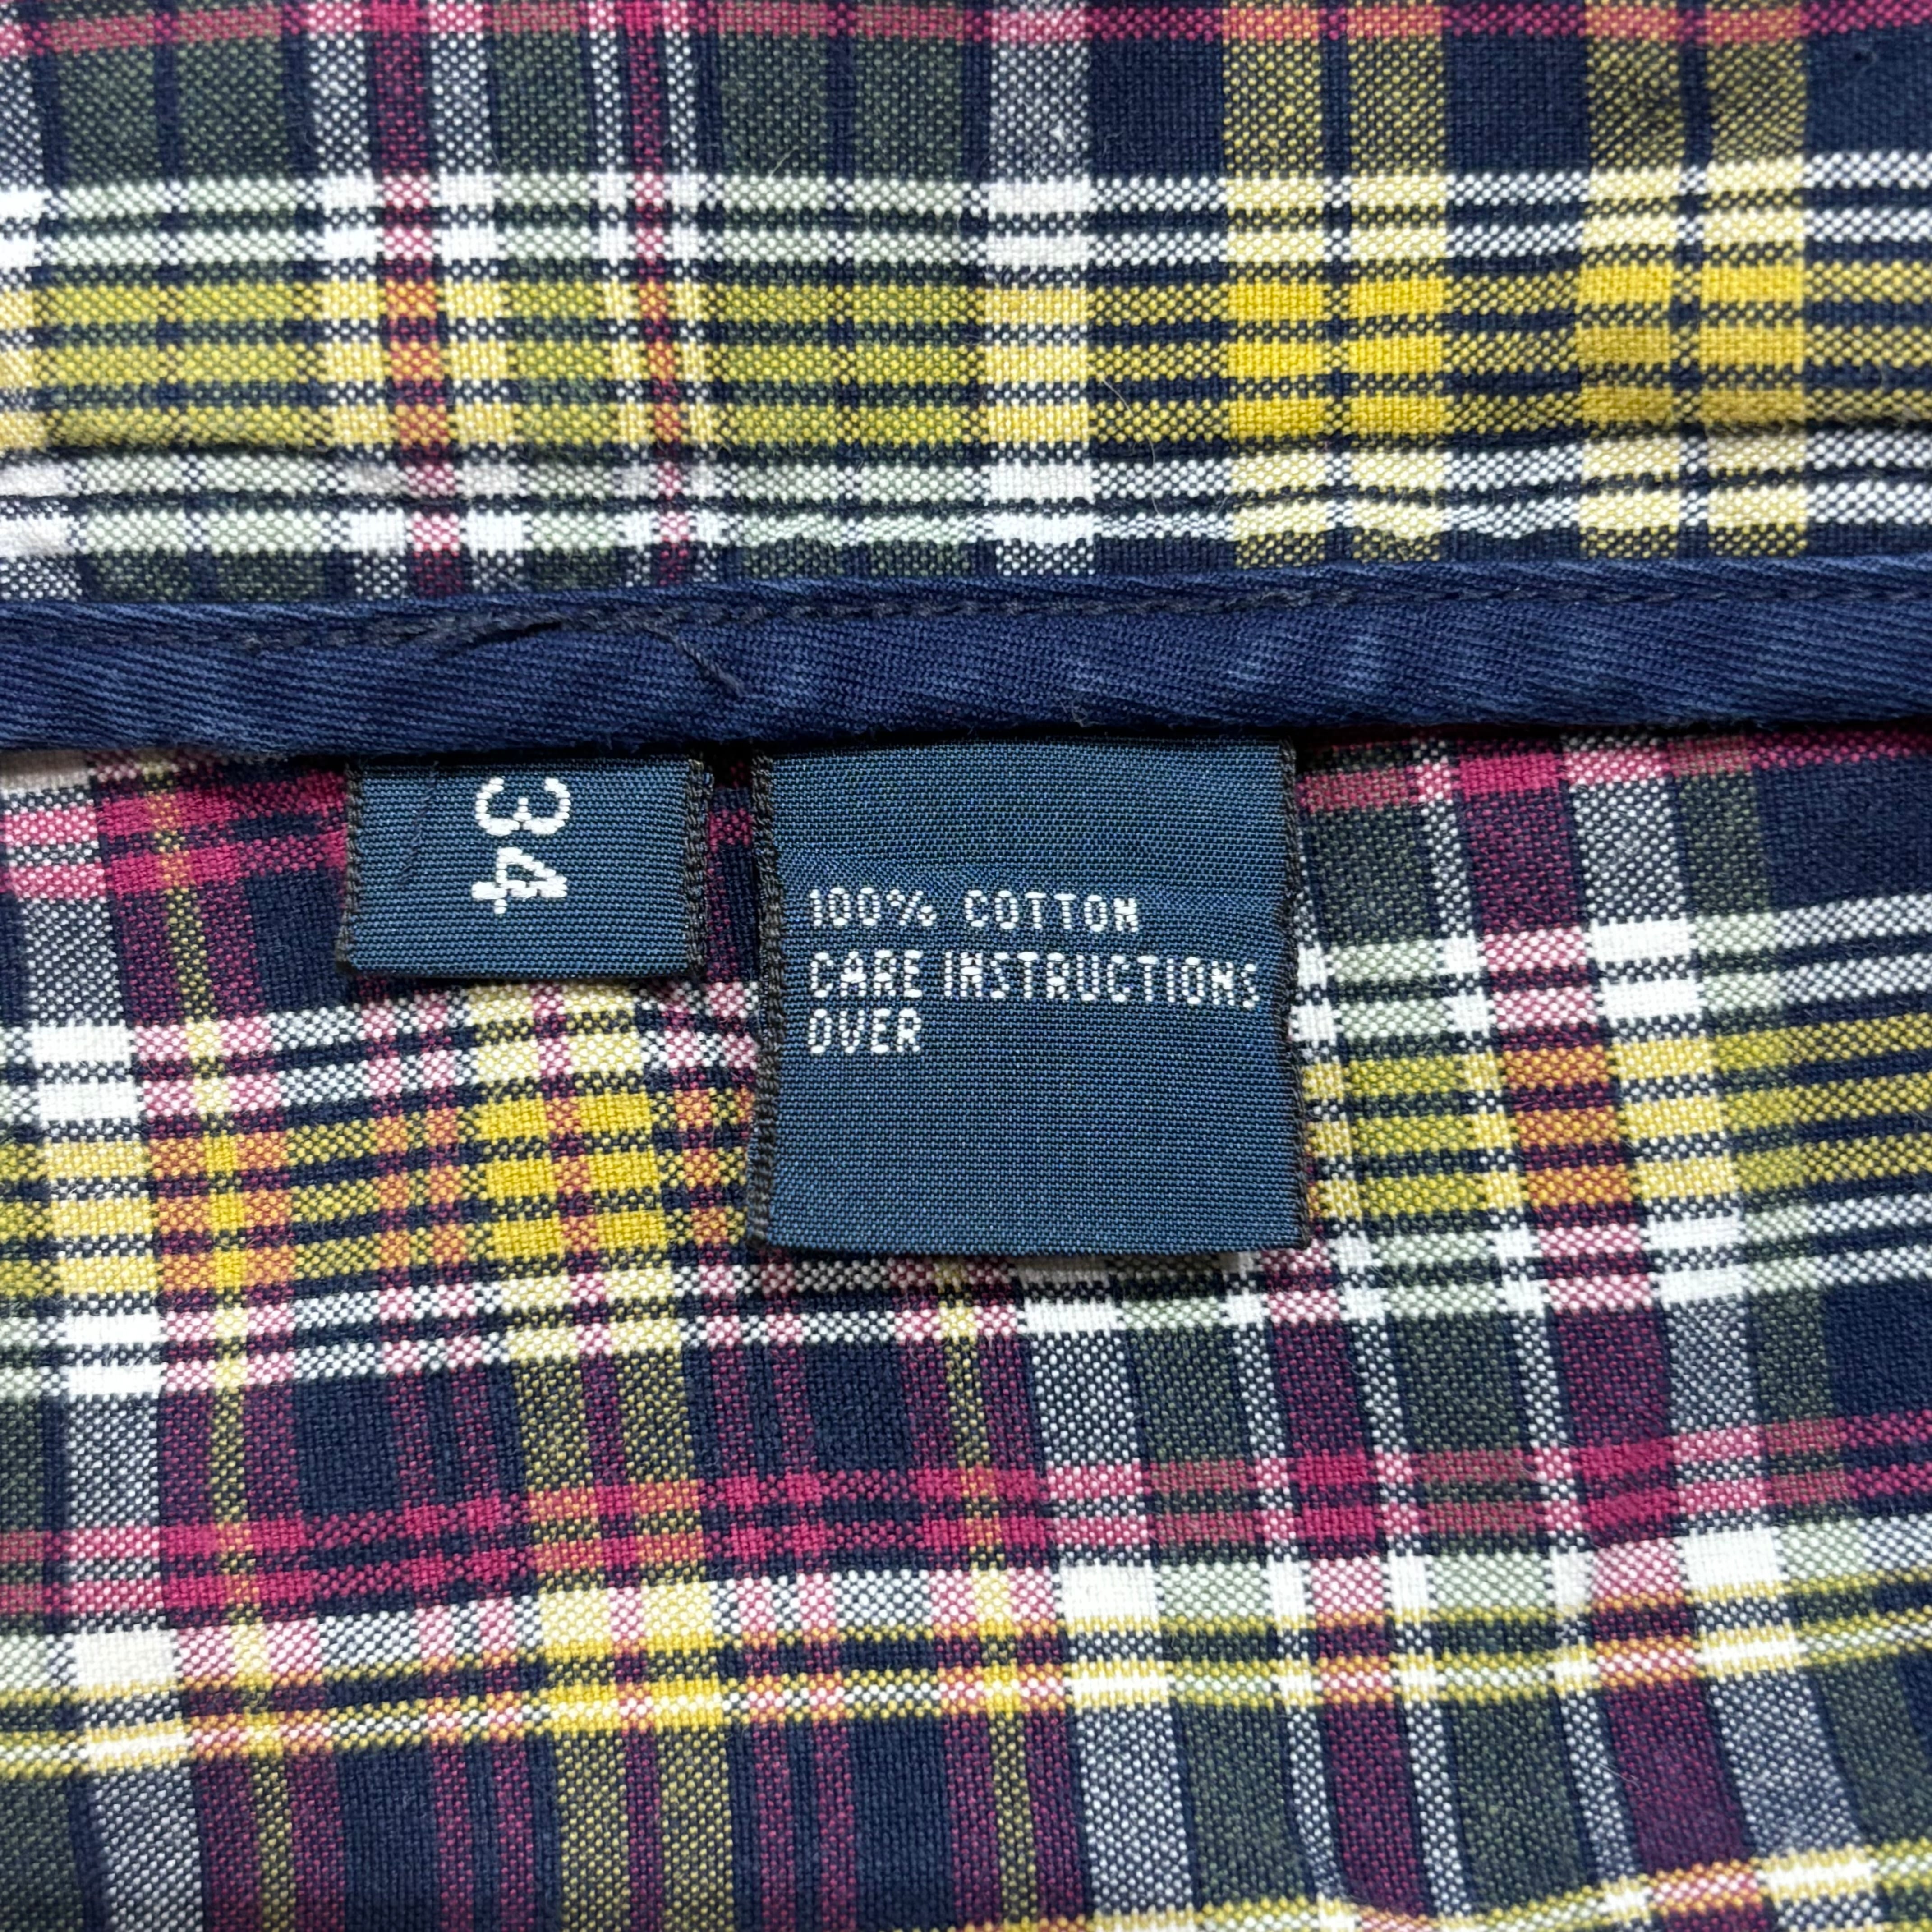 34
100% COTTON
CARE INSTRUCTIONS
OVER